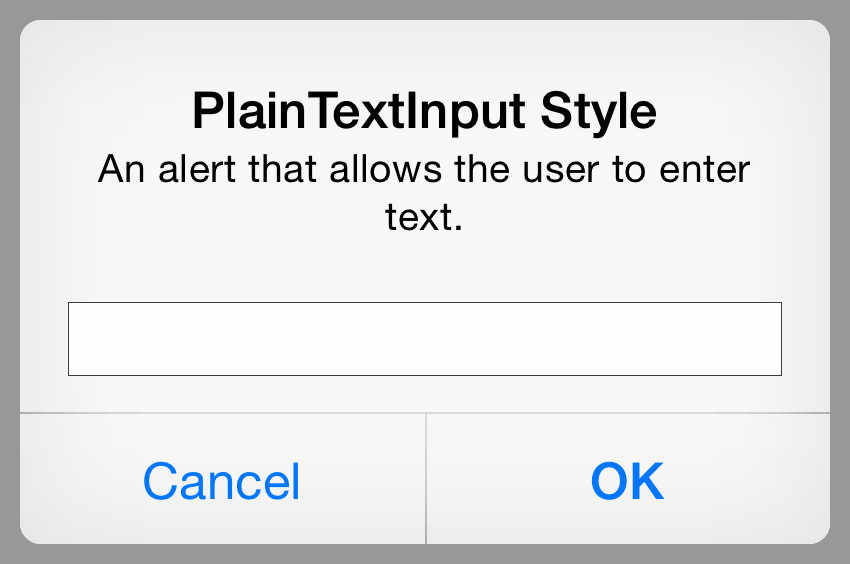 PlainTextInput Style
An alert that allows the user to enter
text.
Cancel
OK